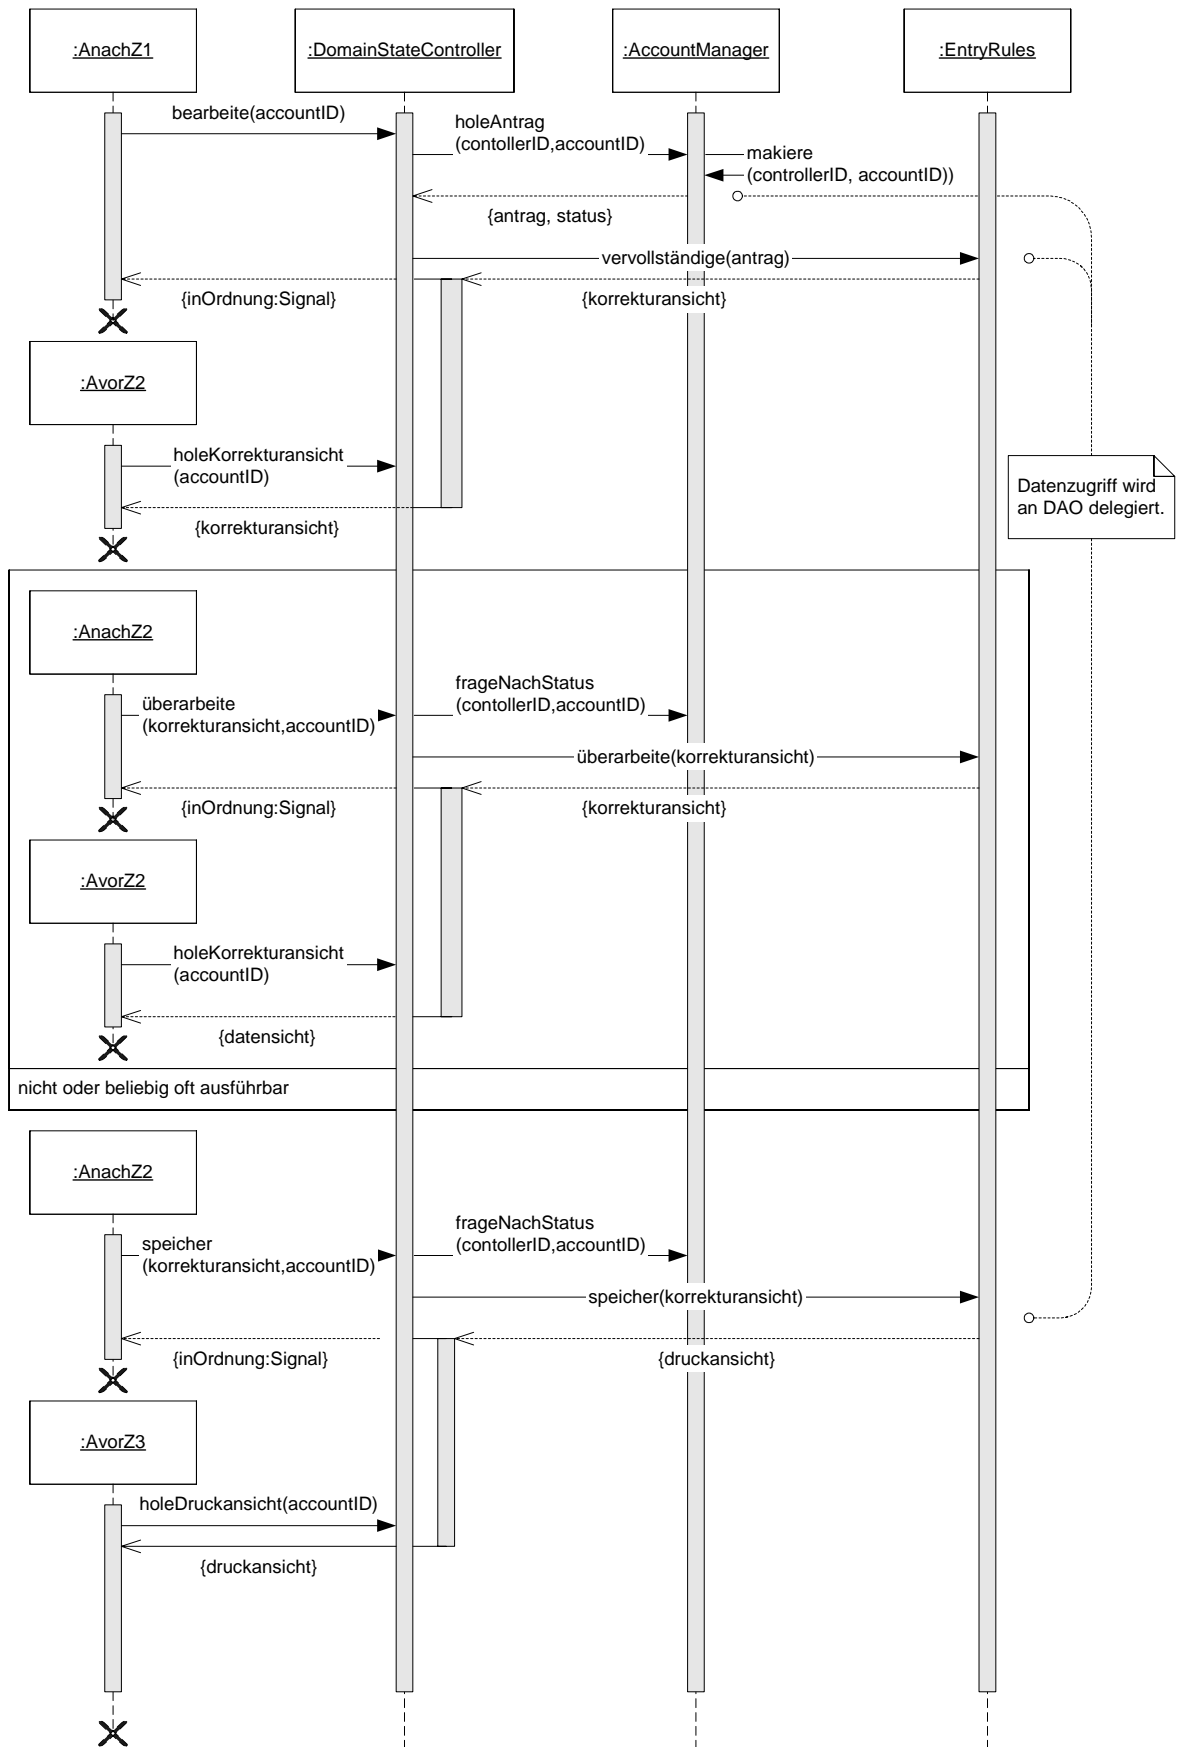 :AnachZ1
:DomainStateController
:AccountManager
:EntryRules
bearbeite(accountID)
holeAntrag
(contollerID,accountID)
makiere
(controllerID, accountID))
{antrag, status}
vervollständige(antrag)
{inOrdnung:Signal}
{korrekturansicht}
:AvorZ2
holeKorrekturansicht
(accountID)
{korrekturansicht}
Datenzugriff wird
an DAO delegiert.
:AnachZ2
überarbeite
(korrekturansicht,accountID)
frageNachStatus
(contollerID,accountID)
überarbeite(korrekturansicht)
{inOrdnung:Signal}
{korrekturansicht}
:AvorZ2
holeKorrekturansicht
(accountID)
{datensicht}
nicht oder beliebig oft ausführbar
:AnachZ2
speicher
(korrekturansicht,accountID)
frageNachStatus
(contollerID,accountID)
speicher(korrekturansicht)
{inOrdnung:Signal}
{druckansicht}
:AvorZ3
holeDruckansicht(accountID)
{druckansicht}